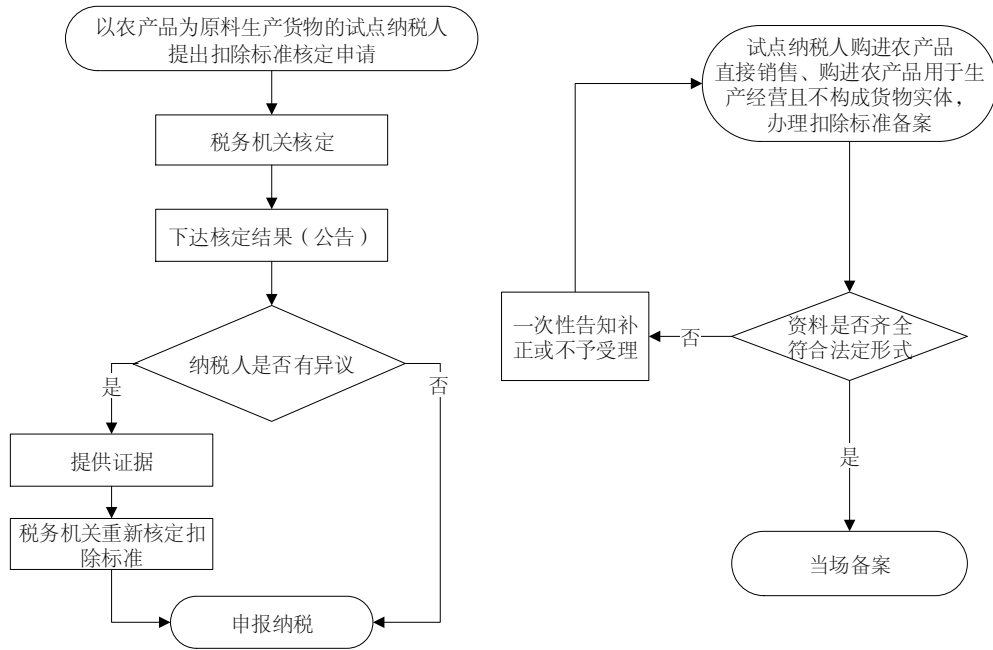 以农产品为原料生产货物的试点纳税人
提出扣除标准核定申请
税务机关核定
下达核定结果（公告）
纳税人是否有异议
是
否
提供证据
税务机关重新核定扣
除标准
申报纳税
试点纳税人购进农产品
直接销售、购进农产品用于生
产经营且不构成货物实体，
办理扣除标准备案
资料是否齐全
符合法定形式
否
一次性告知补
正或不予受理
是
当场备案